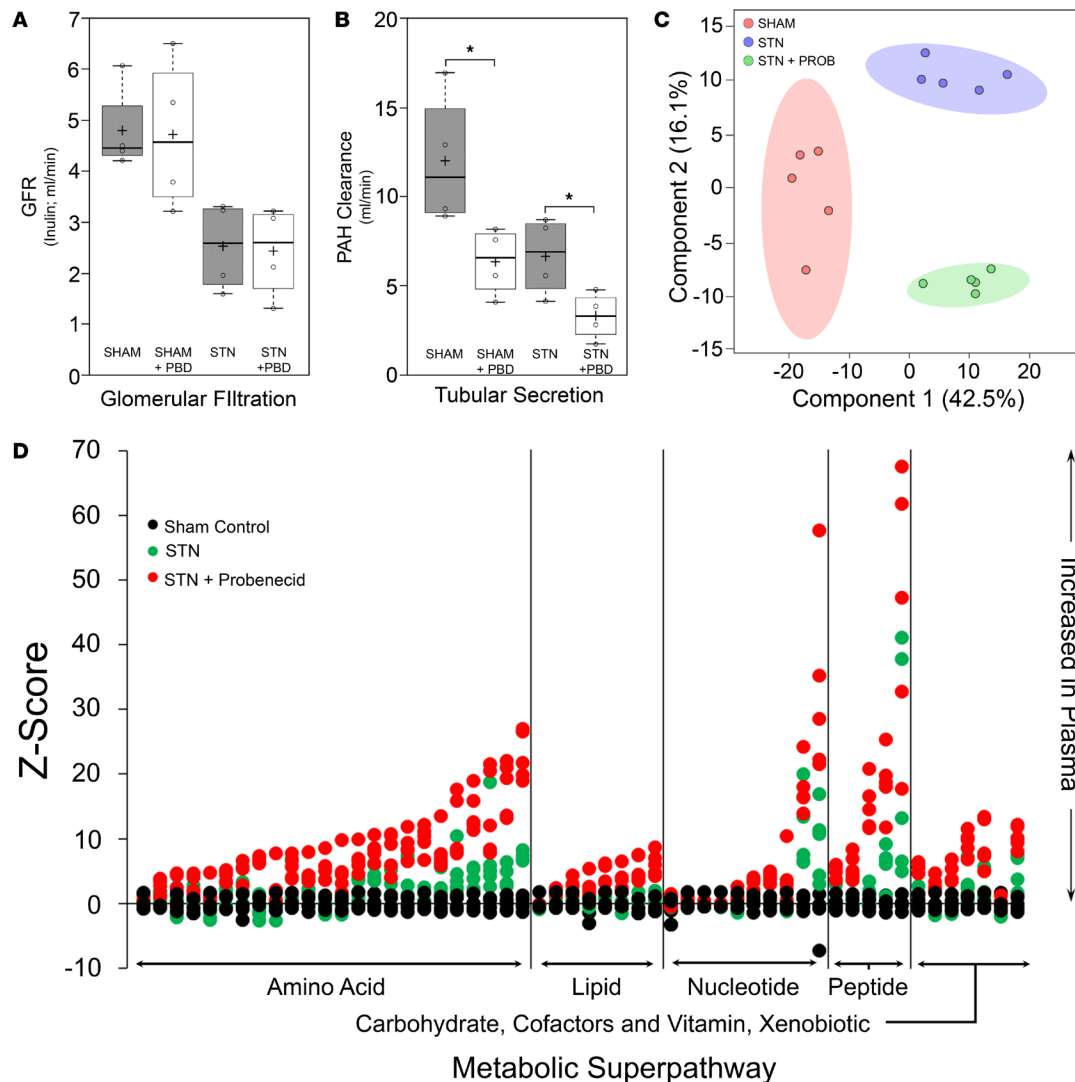 A
7
6
5
4
3
2
1
0
GFR
(Inulin; ml/min)
SHAM
SHAM
+ PBD
STN
STN
+PBD
Glomerular FIltration
B
20
15
10
5
0
PAH Clearance
(ml/min)
*
*
SHAM
SHAM
+ PBD
STN
STN
+PBD
Tubular Secretion
C
SHAM
STN
STN + PROB
15
10
5
0
-5
-10
-15
Component 2 (16.1%)
-20
-10
0
10
20
Component 1 (42.5%)
D
70
60
50
40
30
20
10
0
-10
Z-Score
Sham Control
STN
STN + Probenecid
Increased in Plasma
Amino Acid
Lipid
Nucleotide
Peptide
Carbohydrate, Cofactors and Vitamin, Xenobiotic
Metabolic Superpathway